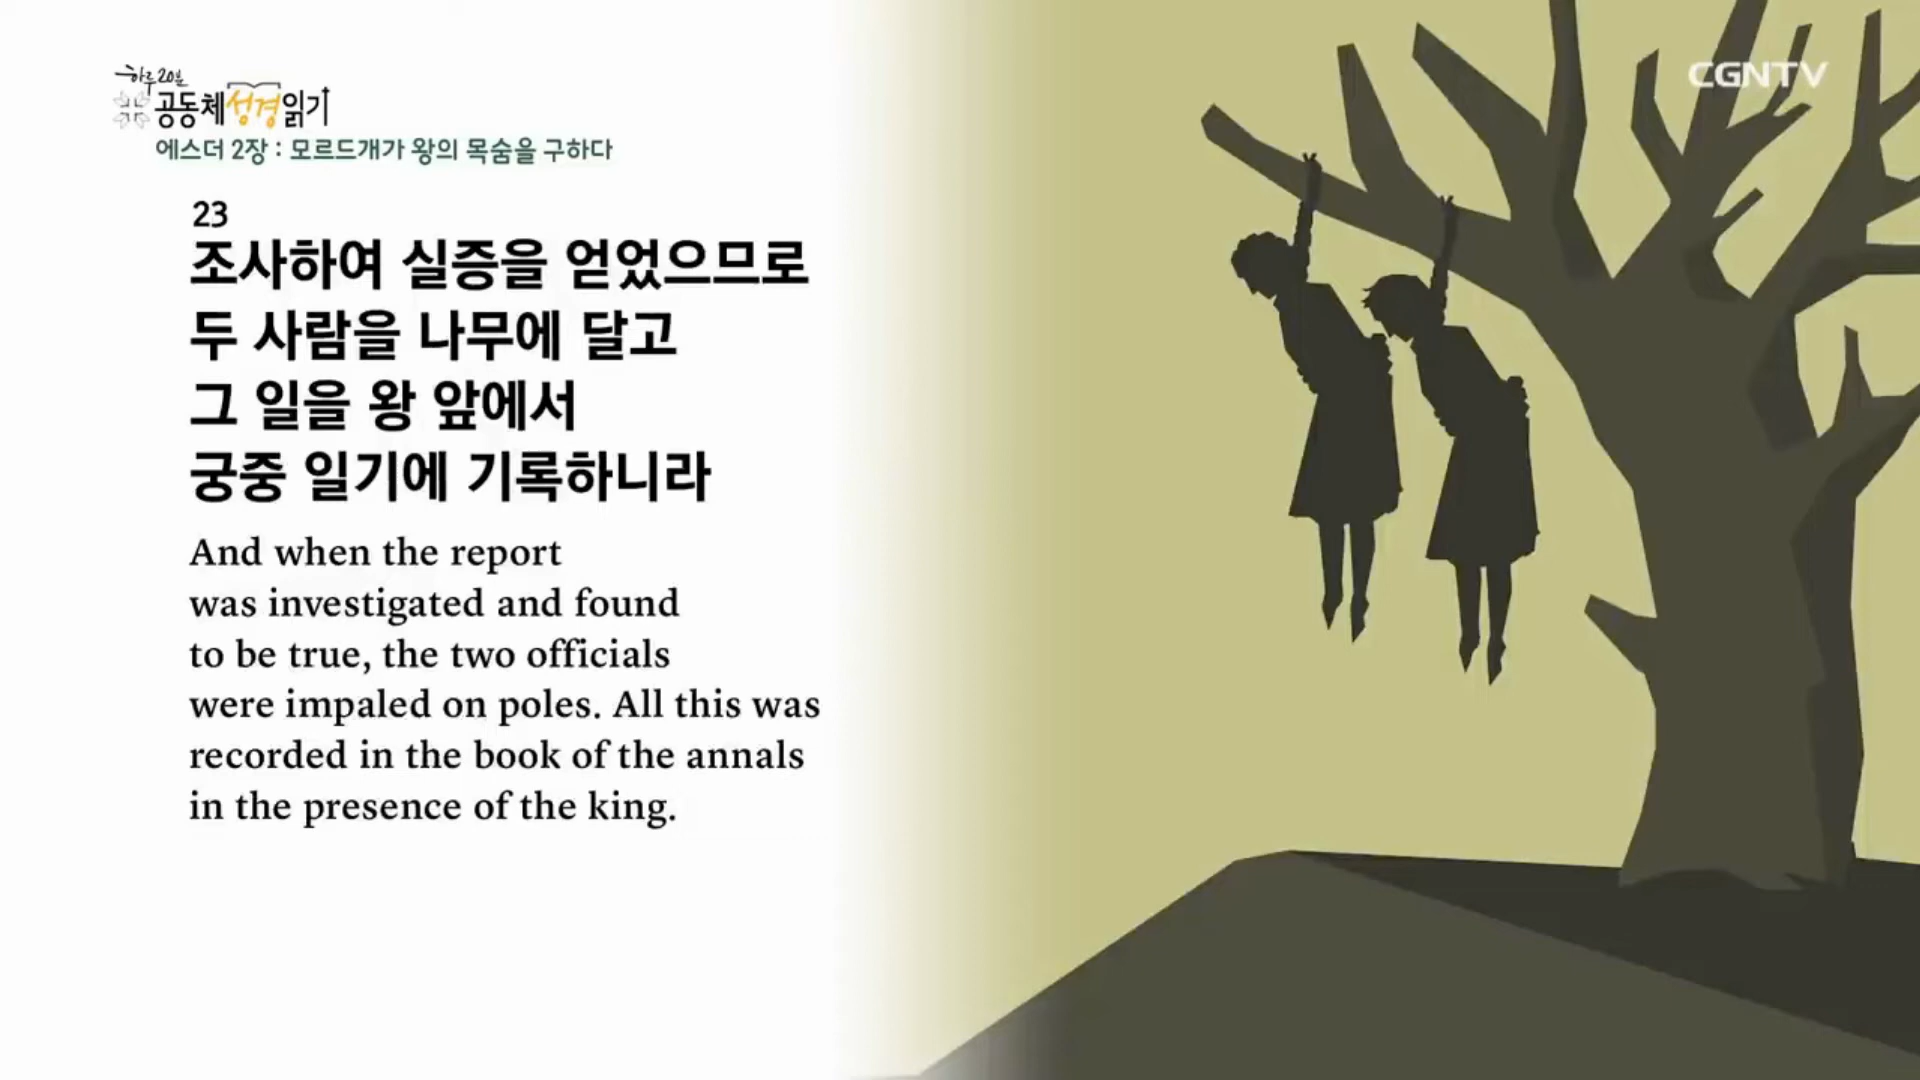 하루 20분
공동체성경읽기
CGNTV
에스더 2장 : 모르드개가 왕의 목숨을 구하다
23
조사하여 실증을 얻었으므로
두 사람을 나무에 달고
그 일을 왕 앞에서
궁중 일기에 기록하니라
And when the report
was investigated and found
to be true, the two officials
were impaled on poles. All this was
recorded in the book of the annals
in the presence of the king.